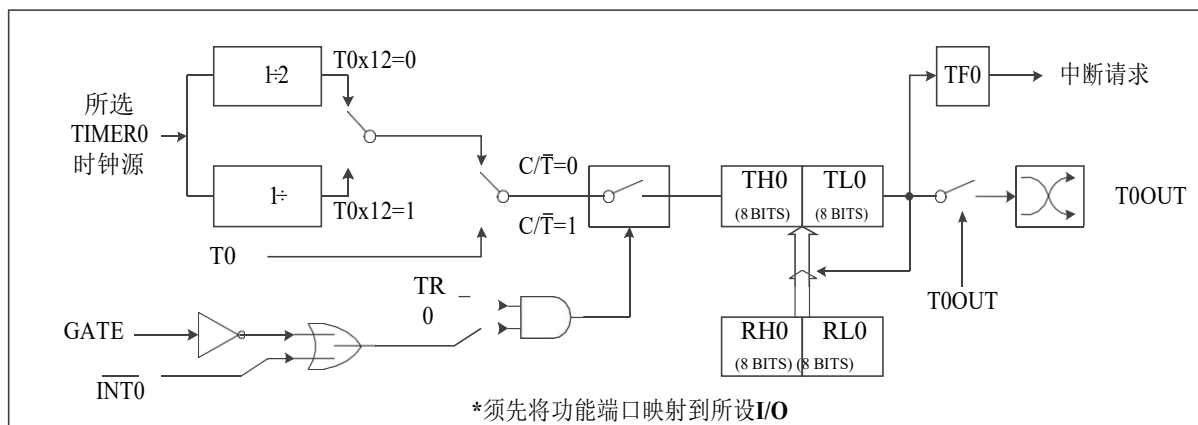 1÷2
T0x12=0
所选
TIMER0
时钟源
1÷
T0x12=1
C/T̅=0
C/T̅=1
T0
TR
0
GATE
I̅N̅T̅0̅
TH0
(8 BITS)
TL0
(8 BITS)
TF0
中断请求
T0OUT
T0OUT
RH0
(8 BITS)
RL0
(8 BITS)
*须先将功能端口映射到所设I/O